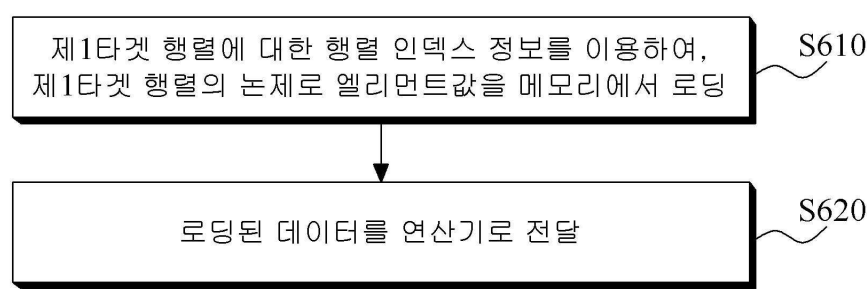 제1타겟 행렬에 대한 행렬 인덱스 정보를 이용하여,
제1타겟 행렬의 논제로 엘리먼트값을 메모리에서 로딩
S610
로딩된 데이터를 연산기로 전달
S620